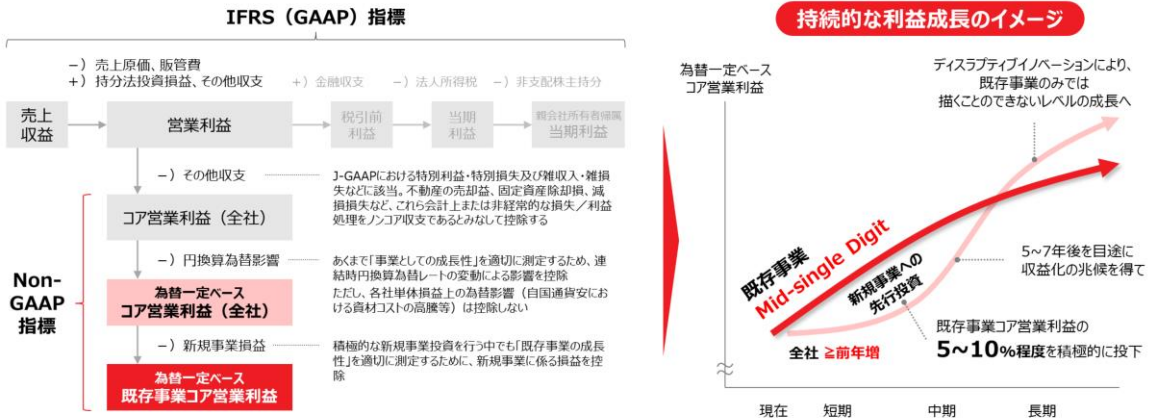 IFRS(GAAP)指標
－）売上原価、販管費
＋）持分法投資損益、その他収支
＋）金融収支
－）法人所得税
－）非支配株主持分
売上
収益
営業利益
税引前
利益
当期
利益
親会社所有者帰属
当期利益
－）その他収支
J-GAAPにおける特別利益・特別損失及び雑収入・雑損
失などに該当。不動産の売却益、固定資産除却損、減
損損失など、これら会計上または非経常的な損失／利益
処理をノンコア収支であるとみなして控除する
コア営業利益（全社）
－）円換算為替影響
あくまで「事業としての成長性」を適切に測定するため、連
結時円換算為替レートの変動による影響を控除
ただし、各社単体損益上の為替影響（自国通貨安にお
ける資材コストの高騰等）は控除しない
Non-
GAAP
指標
為替一定ベース
コア営業利益（全社）
－）新規事業損益
積極的な新規事業投資を行う中でも「既存事業の成長
性」を適切に測定するために、新規事業に係る損益を控
除
為替一定ベース
既存事業コア営業利益
持続的な利益成長のイメージ
為替一定ベース
コア営業利益
ディスラプティブイノベーションにより、
既存事業のみでは
描くことのできないレベルの成長へ
既存事業
Mid-single Digit
新規事業への
先行投資
5~7年後を目途に
収益化の兆候を得て
既存事業コア営業利益の
5~10%程度を積極的に投下
全社 ≧前年増
現在
短期
中期
長期